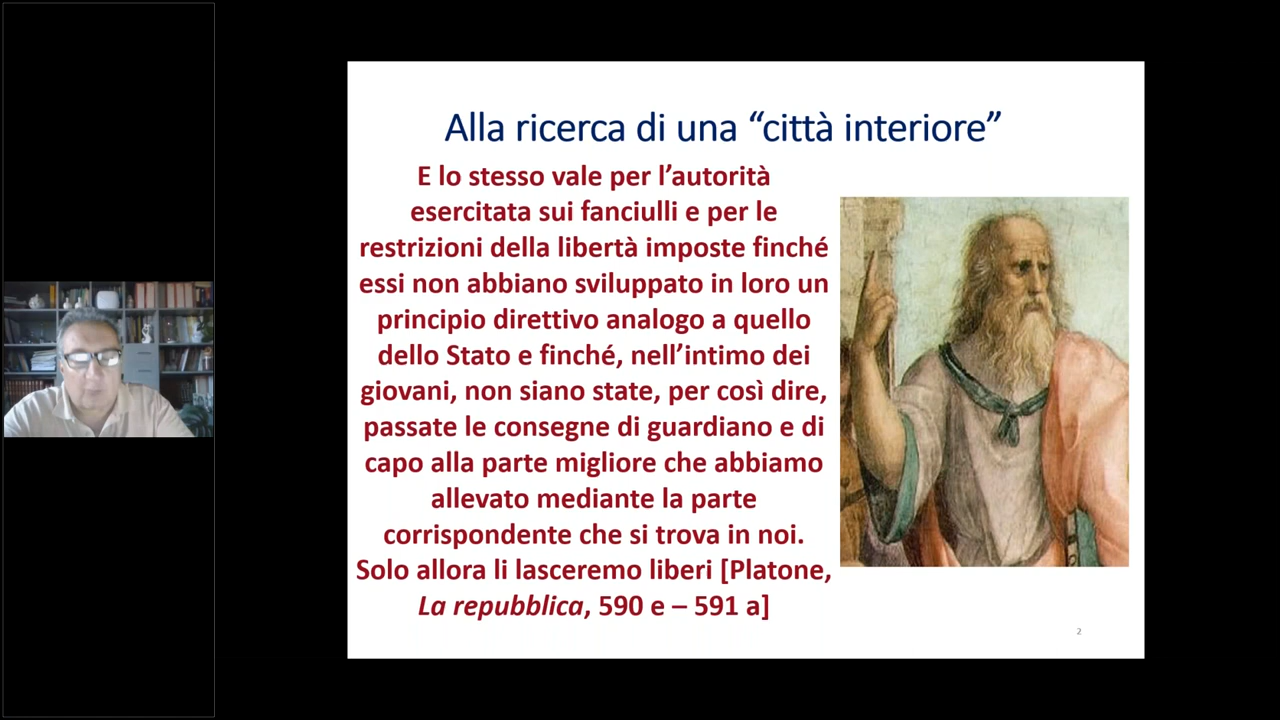 Alla ricerca di una “città interiore”
E lo stesso vale per l’autorità
esercitata sui fanciulli e per le
restrizioni della libertà imposte finché
essi non abbiano sviluppato in loro un
principio direttivo analogo a quello
dello Stato e finché, nell’intimo dei
giovani, non siano state, per così dire,
passate le consegne di guardiano e di
capo alla parte migliore che abbiamo
allevato mediante la parte
corrispondente che si trova in noi.
Solo allora li lasceremo liberi [Platone,
La repubblica, 590 e – 591 a]
2